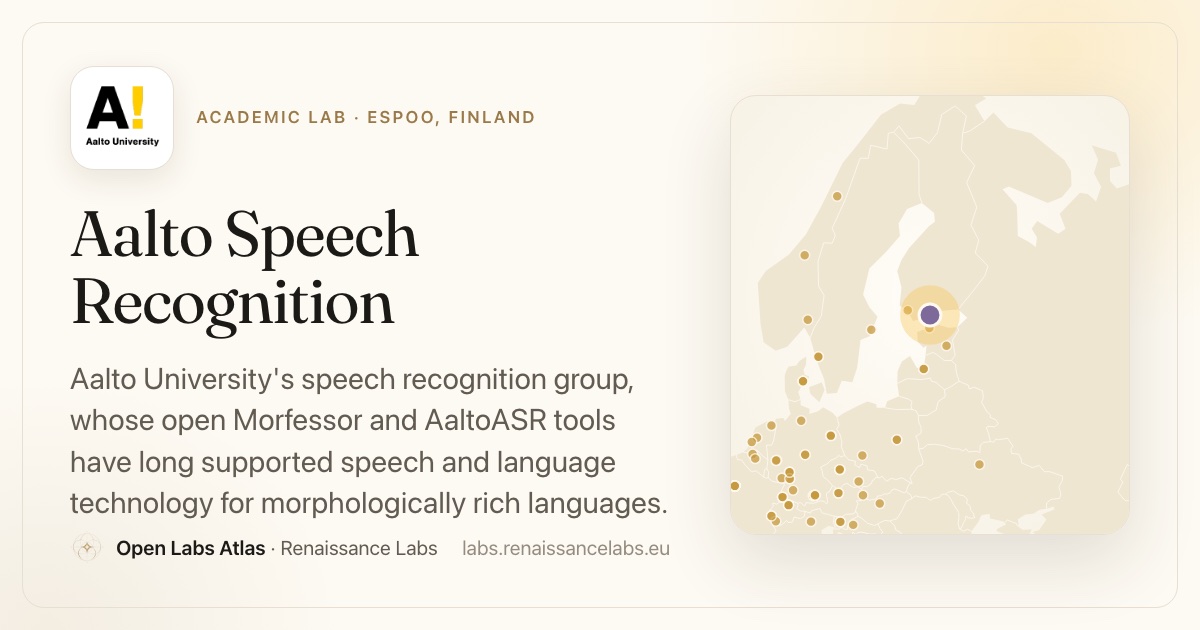 A!
Aalto University
ACADEMIC LAB · ESPOO, FINLAND
Aalto Speech
Recognition
Aalto University's speech recognition group,
whose open Morfessor and AaltoASR tools
have long supported speech and language
technology for morphologically rich languages.
Open Labs Atlas · Renaissance Labs labs.renaissancelabs.eu